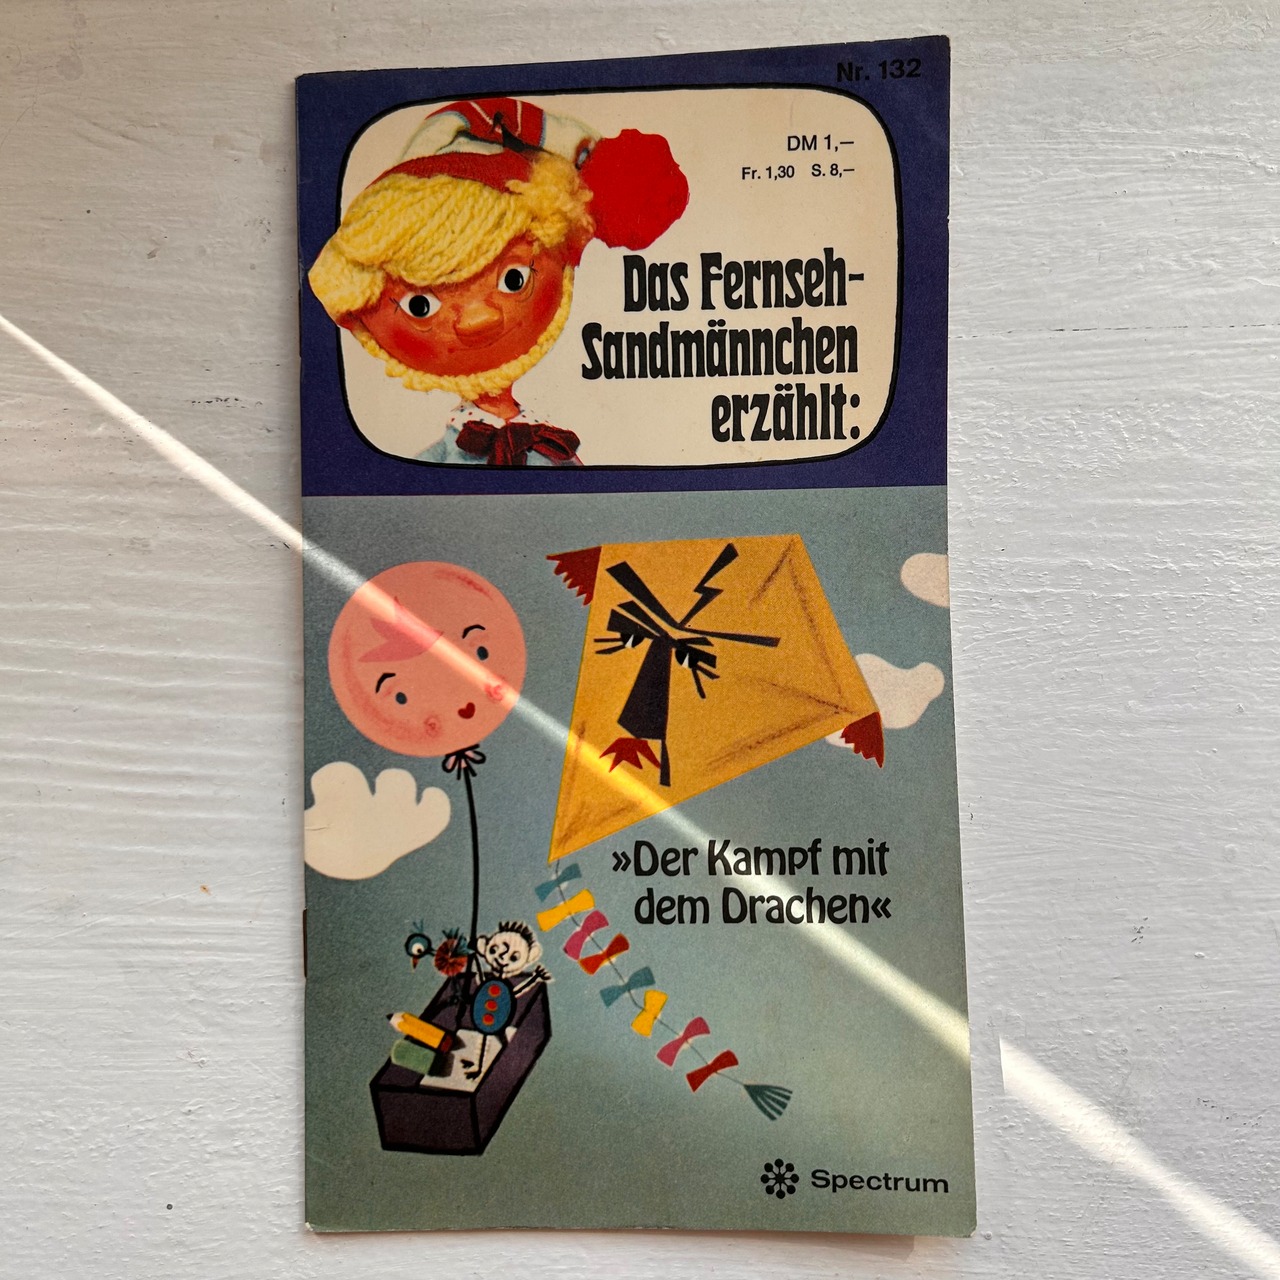 Nr. 132
DM 1,—
Fr. 1,30 S. 8,—
Das Fernseh-
Sandmännchen
erzählt:
»Der Kampf mit
dem Drachen«
Spectrum